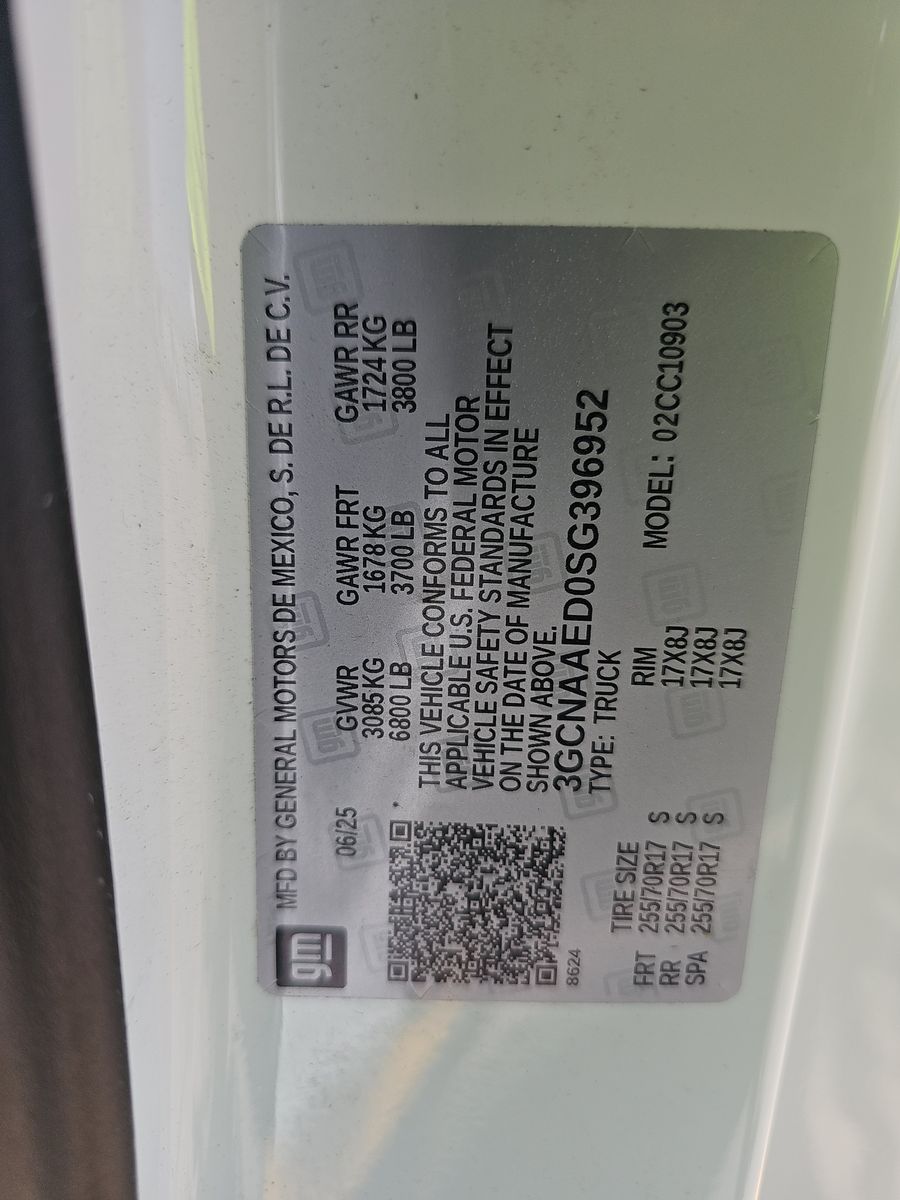 gm MFD BY GENERAL MOTORS DE MEXICO, S. DE R.L. DE C.V.
06/25 GVWR GAWR FRT GAWR RR
3085 KG 1678 KG 1724 KG
6800 LB 3700 LB 3800 LB
THIS VEHICLE CONFORMS TO ALL
APPLICABLE U.S. FEDERAL MOTOR
VEHICLE SAFETY STANDARDS IN EFFECT
ON THE DATE OF MANUFACTURE
SHOWN ABOVE.
3GCNAAED0SG396952
8624 TYPE: TRUCK
TIRE SIZE RIM MODEL: 02CC10903
FRT 255/70R17 S 17X8J
RR 255/70R17 S 17X8J
SPA 255/70R17 S 17X8J